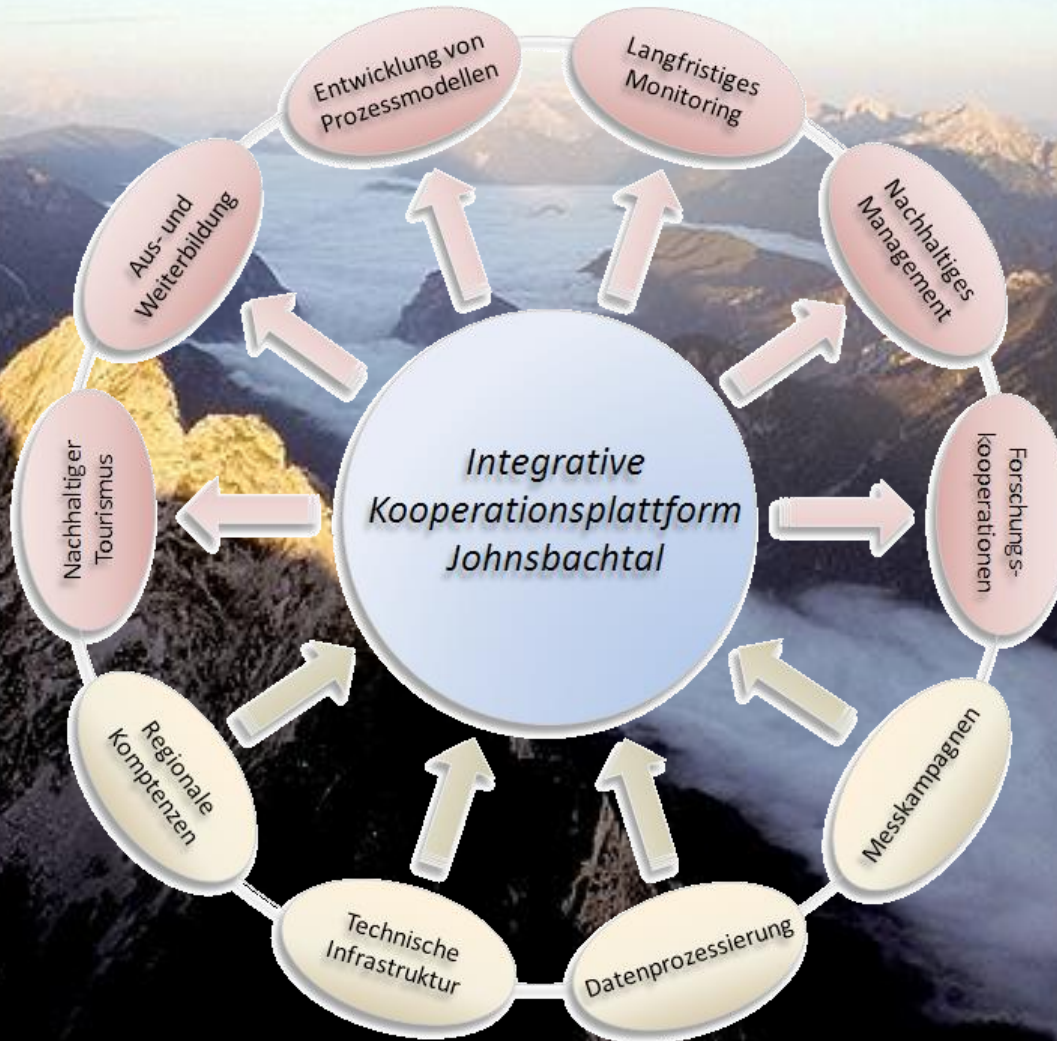 Entwicklung von
Prozessmodellen
Langfristiges
Monitoring
Aus- und
Weiterbildung
Nachhaltiges
Management
Nachhaltiger
Tourismus
Integrative
Kooperationsplattform
Johnsbachtal
Forschungs-
kooperationen
Regionale
Komptenzen
Messkampagnen
Technische
Infrastruktur
Datenprozessierung